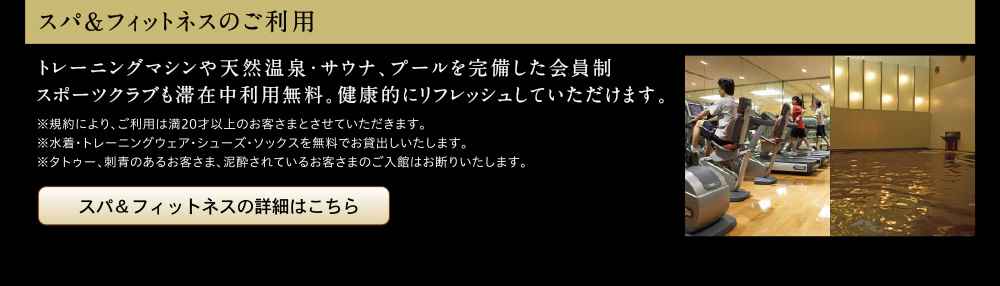 スパ&フィットネスのご利用
トレーニングマシンや天然温泉・サウナ、プールを完備した会員制
スポーツクラブも滞在中利用無料。健康的にリフレッシュしていただけます。
※規約により、ご利用は満20才以上のお客さまとさせていただきます。
※水着・トレーニングウェア・シューズ・ソックスを無料でお貸出しいたします。
※タトゥー、刺青のあるお客さま、泥酔されているお客さまのご入館はお断りいたします。
スパ&フィットネスの詳細はこちら